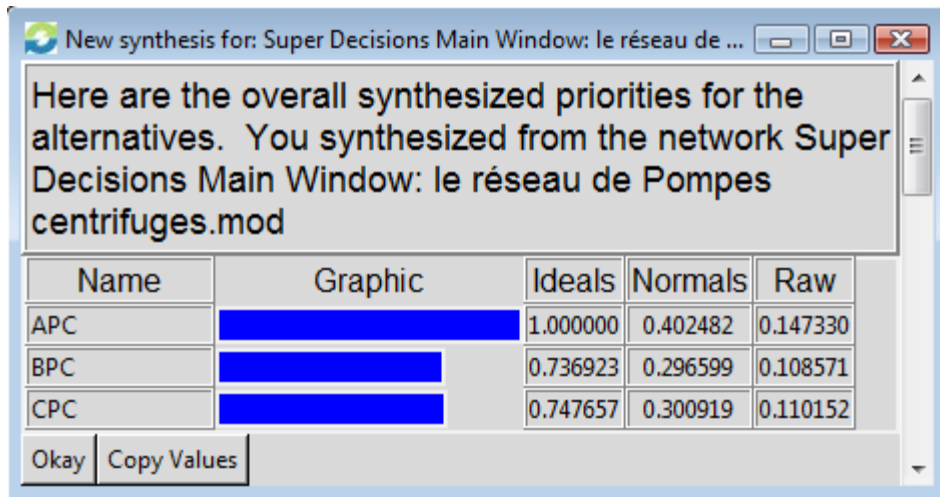 New synthesis for: Super Decisions Main Window: le réseau de ...
Here are the overall synthesized priorities for the
alternatives. You synthesized from the network Super
Decisions Main Window: le réseau de Pompes
centrifuges.mod
Name Graphic Ideals Normals Raw
APC 1.000000 0.402482 0.147330
BPC 0.736923 0.296599 0.108571
CPC 0.747657 0.300919 0.110152
Okay Copy Values